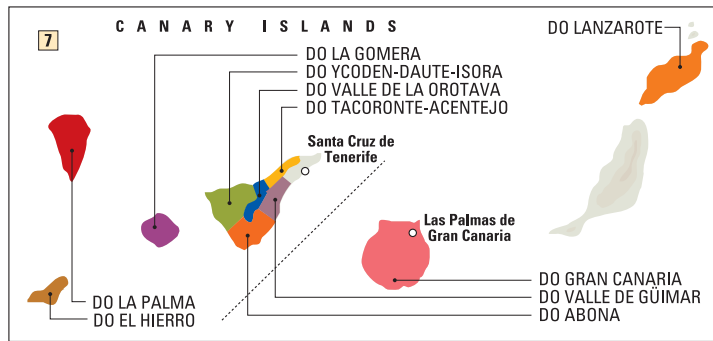 CANARY ISLANDS
7
DO LA GOMERA
DO YCODEN-DAUTE-ISORA
DO VALLE DE LA OROTAVA
DO TACORONTE-ACENTEJO
DO LANZAROTE
Santa Cruz de
Tenerife
Las Palmas de
Gran Canaria
DO LA PALMA
DO EL HIERRO
DO GRAN CANARIA
DO VALLE DE GÜIMAR
DO ABONA